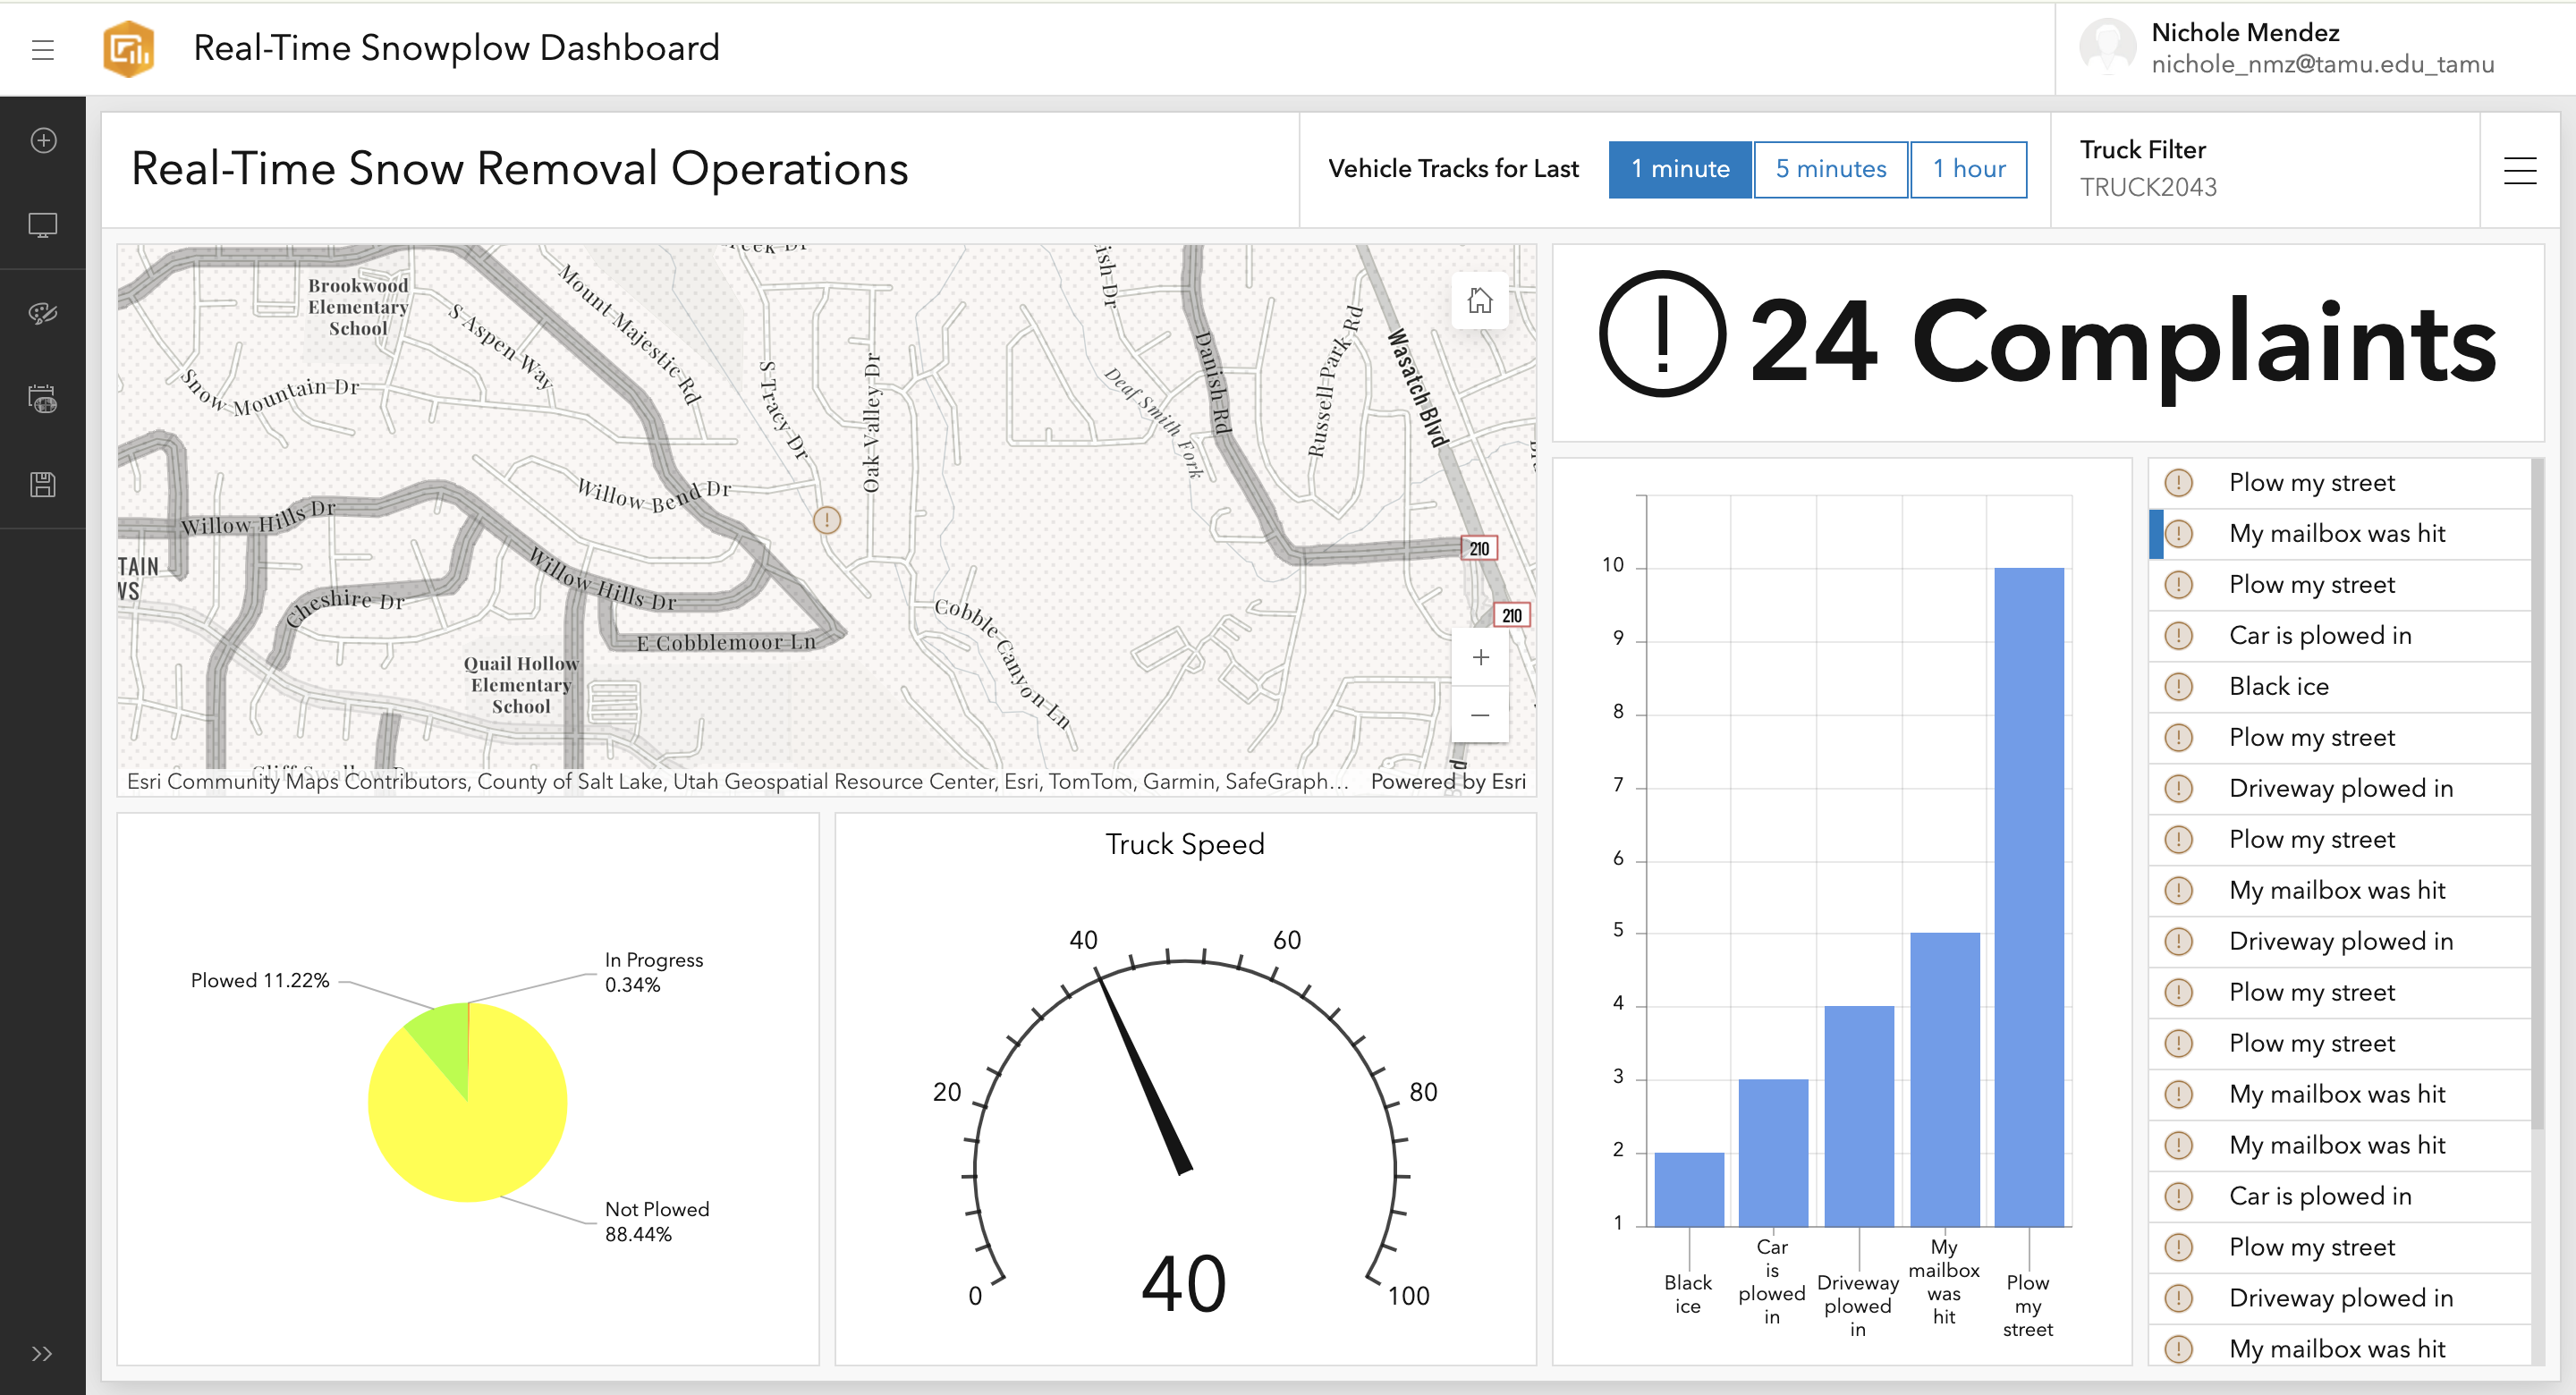 Real-Time Snowplow Dashboard
Nichole Mendez
nichole_nmz@tamu.edu_tamu
Real-Time Snow Removal Operations
Vehicle Tracks for Last
1 minute
5 minutes
1 hour
Truck Filter
TRUCK2043
Brookwood
Elementary
School
S Aspen Way
Mount Majestic Rd
Snow Mountain Dr
S Tracy Dr
Oak Valley Dr
Deaf Smith Fork
Danish Rd
Russell Park Rd
Wasatch Blvd
Willow Bend Dr
Willow Hills Dr
Willow Hills Dr
Cheshire Dr
E Cobblemoor Ln
Cobble Canyon Ln
Quail Hollow
Elementary
School
210
210
Esri Community Maps Contributors, County of Salt Lake, Utah Geospatial Resource Center, Esri, TomTom, Garmin, SafeGraph…
Powered by Esri
24 Complaints
Plowed 11.22%
In Progress
0.34%
Not Plowed
88.44%
Truck Speed
0
20
40
60
80
100
40
10
9
8
7
6
5
4
3
2
1
Black
ice
Car
is
plowed
in
Driveway
plowed
in
My
mailbox
was
hit
Plow
my
street
Plow my street
My mailbox was hit
Plow my street
Car is plowed in
Black ice
Plow my street
Driveway plowed in
Plow my street
My mailbox was hit
Driveway plowed in
Plow my street
Plow my street
My mailbox was hit
My mailbox was hit
Car is plowed in
Plow my street
Driveway plowed in
My mailbox was hit